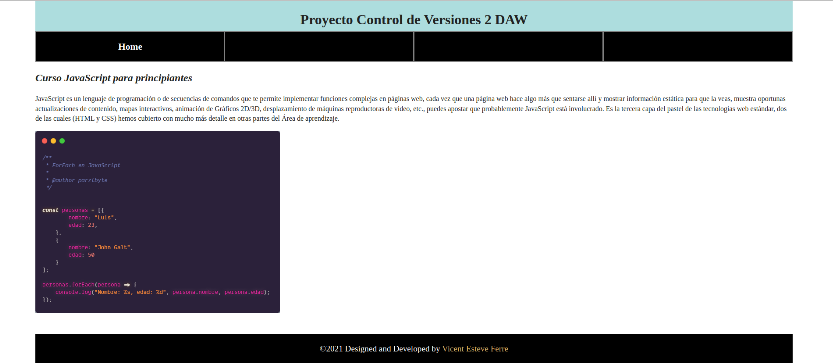 Proyecto Control de Versiones 2 DAW
Home
Curso JavaScript para principiantes
JavaScript es un lenguaje de programación o de secuencias de comandos que te permite implementar funciones complejas en páginas web, cada vez que una página web hace algo más que sentarse allí y mostrar información estática para que la veas, muestra oportunas
actualizaciones de contenido, mapas interactivos, animación de Gráficos 2D/3D, desplazamiento de máquinas reproductoras de vídeo, etc., puedes apostar que probablemente JavaScript está involucrado. Es la tercera capa del pastel de las tecnologías web estándar, dos
de las cuales (HTML y CSS) hemos cubierto con mucho más detalle en otras partes del Área de aprendizaje.
/**
* ForEach en JavaScript
*
* @author parzibyte
*/
const personas = [{
nombre: "Luis",
edad: 23,
},
{
nombre: "John Galt",
edad: 50
}
];
personas.forEach(persona => {
console.log("Nombre: %s, edad: %d", persona.nombre, persona.edad);
});
©2021 Designed and Developed by Vicent Esteve Ferre